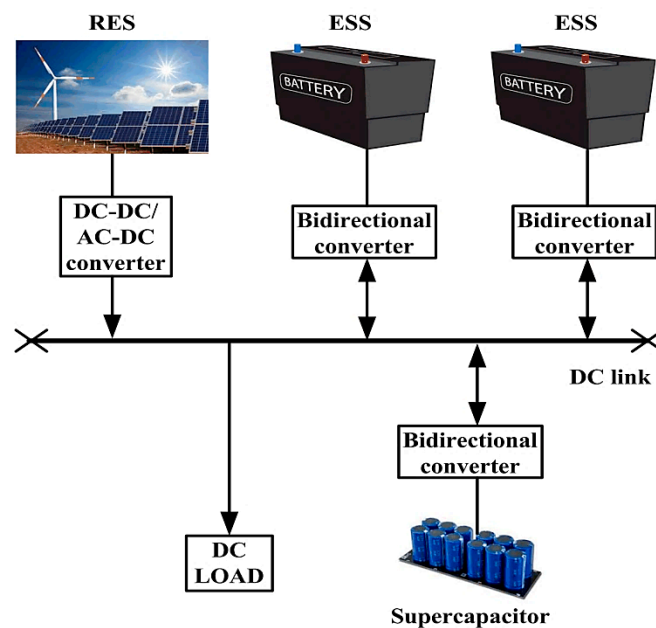 RES
ESS
ESS
BATTERY
BATTERY
DC-DC/
AC-DC
converter
Bidirectional
converter
Bidirectional
converter
DC link
Bidirectional
converter
DC
LOAD
Supercapacitor